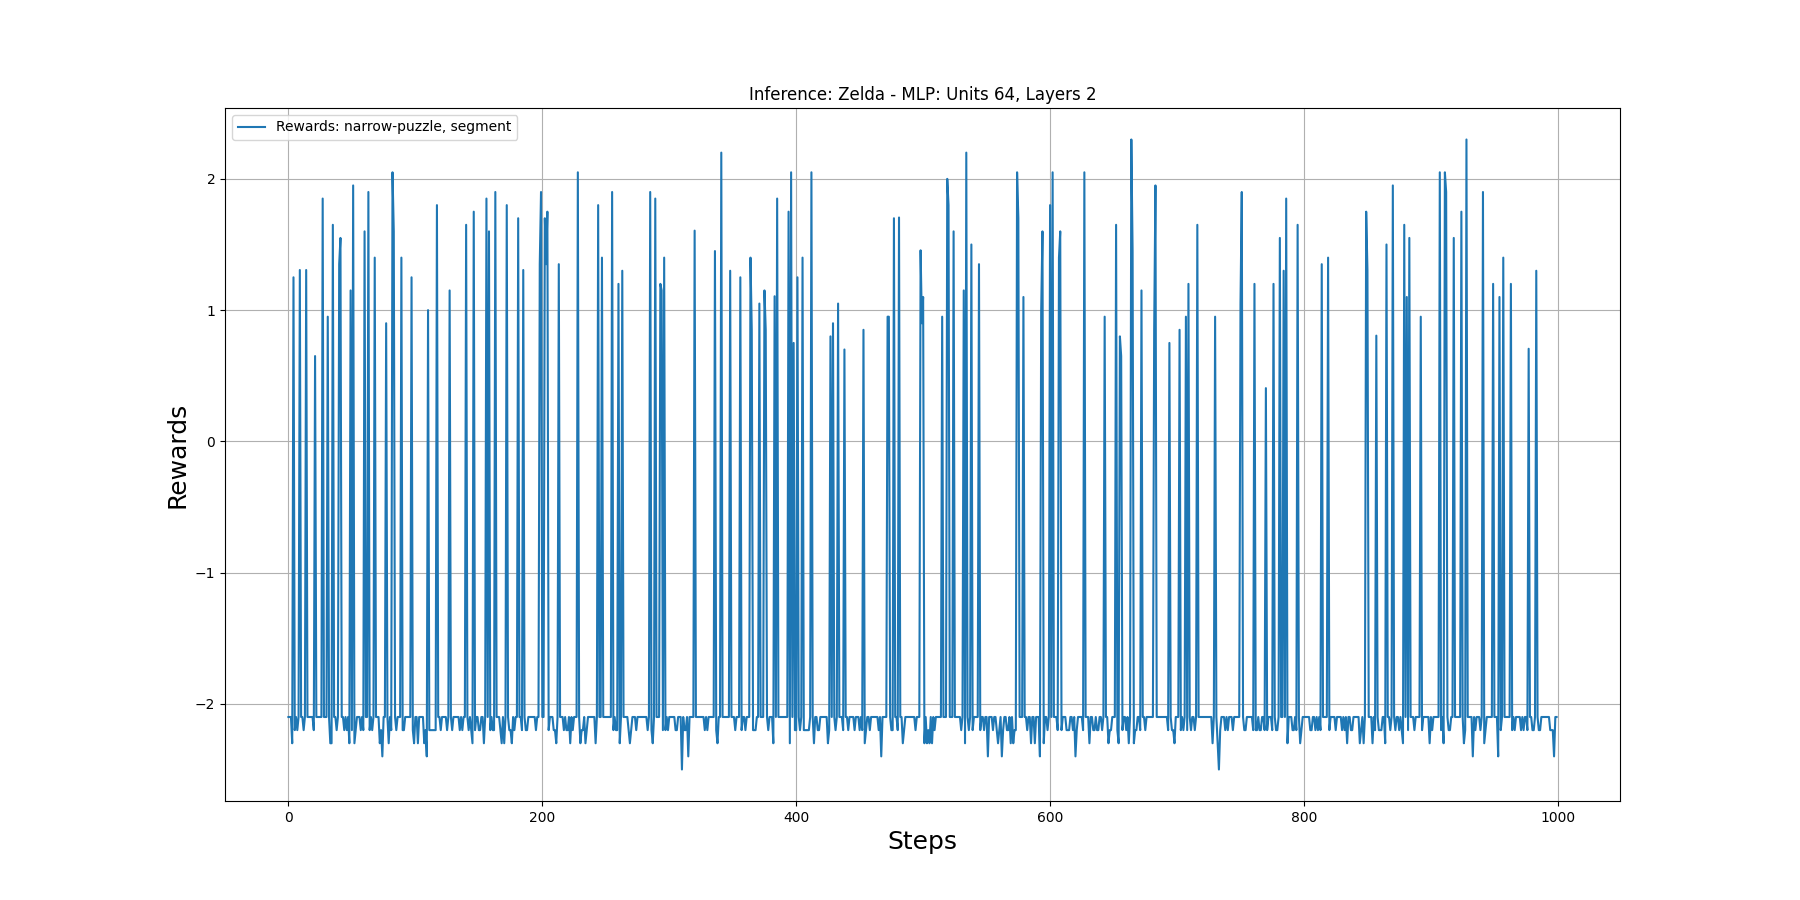 Inference: Zelda - MLP: Units 64, Layers 2
Rewards: narrow-puzzle, segment
2
1
0
−1
−2
Rewards
0 200 400 600 800 1000
Steps